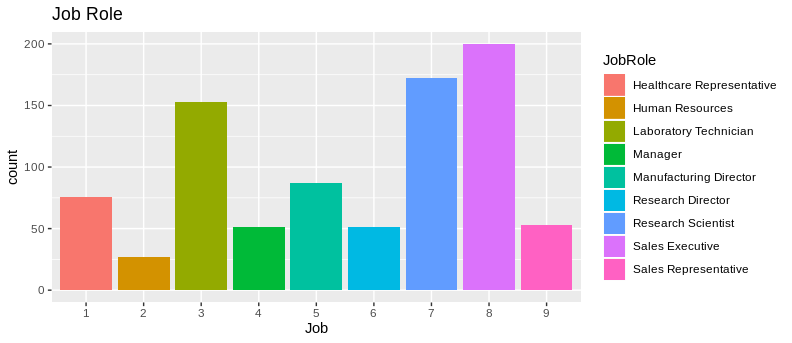 Job Role
count
200
150
100
50
0
1 2 3 4 5 6 7 8 9
Job
JobRole
Healthcare Representative
Human Resources
Laboratory Technician
Manager
Manufacturing Director
Research Director
Research Scientist
Sales Executive
Sales Representative